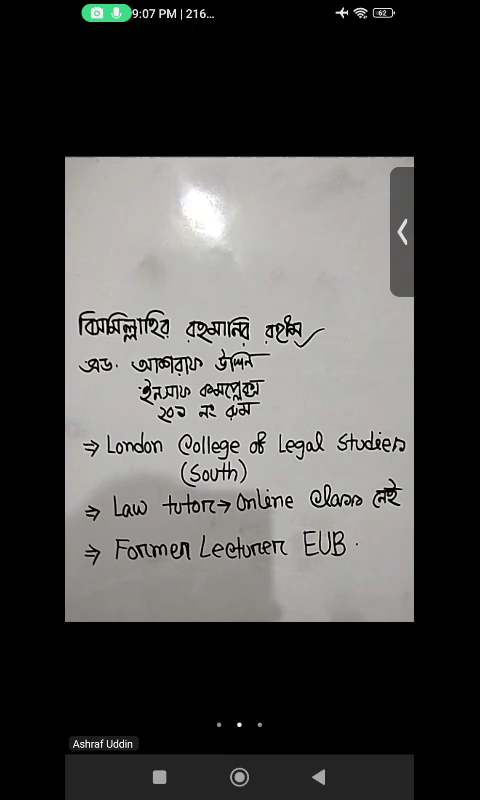 9:07 PM | 216...
62
বিসমিল্লাহির রহমানির রহীম
এড. আশরাফ উদ্দিন
ইনসাফ কমপ্লেক্স
২০১ নং রুম
⇒ London College of Legal Studies
(South)
⇒ Law tutor → Online Class নেই
⇒ Former Lecturer EUB.
Ashraf Uddin